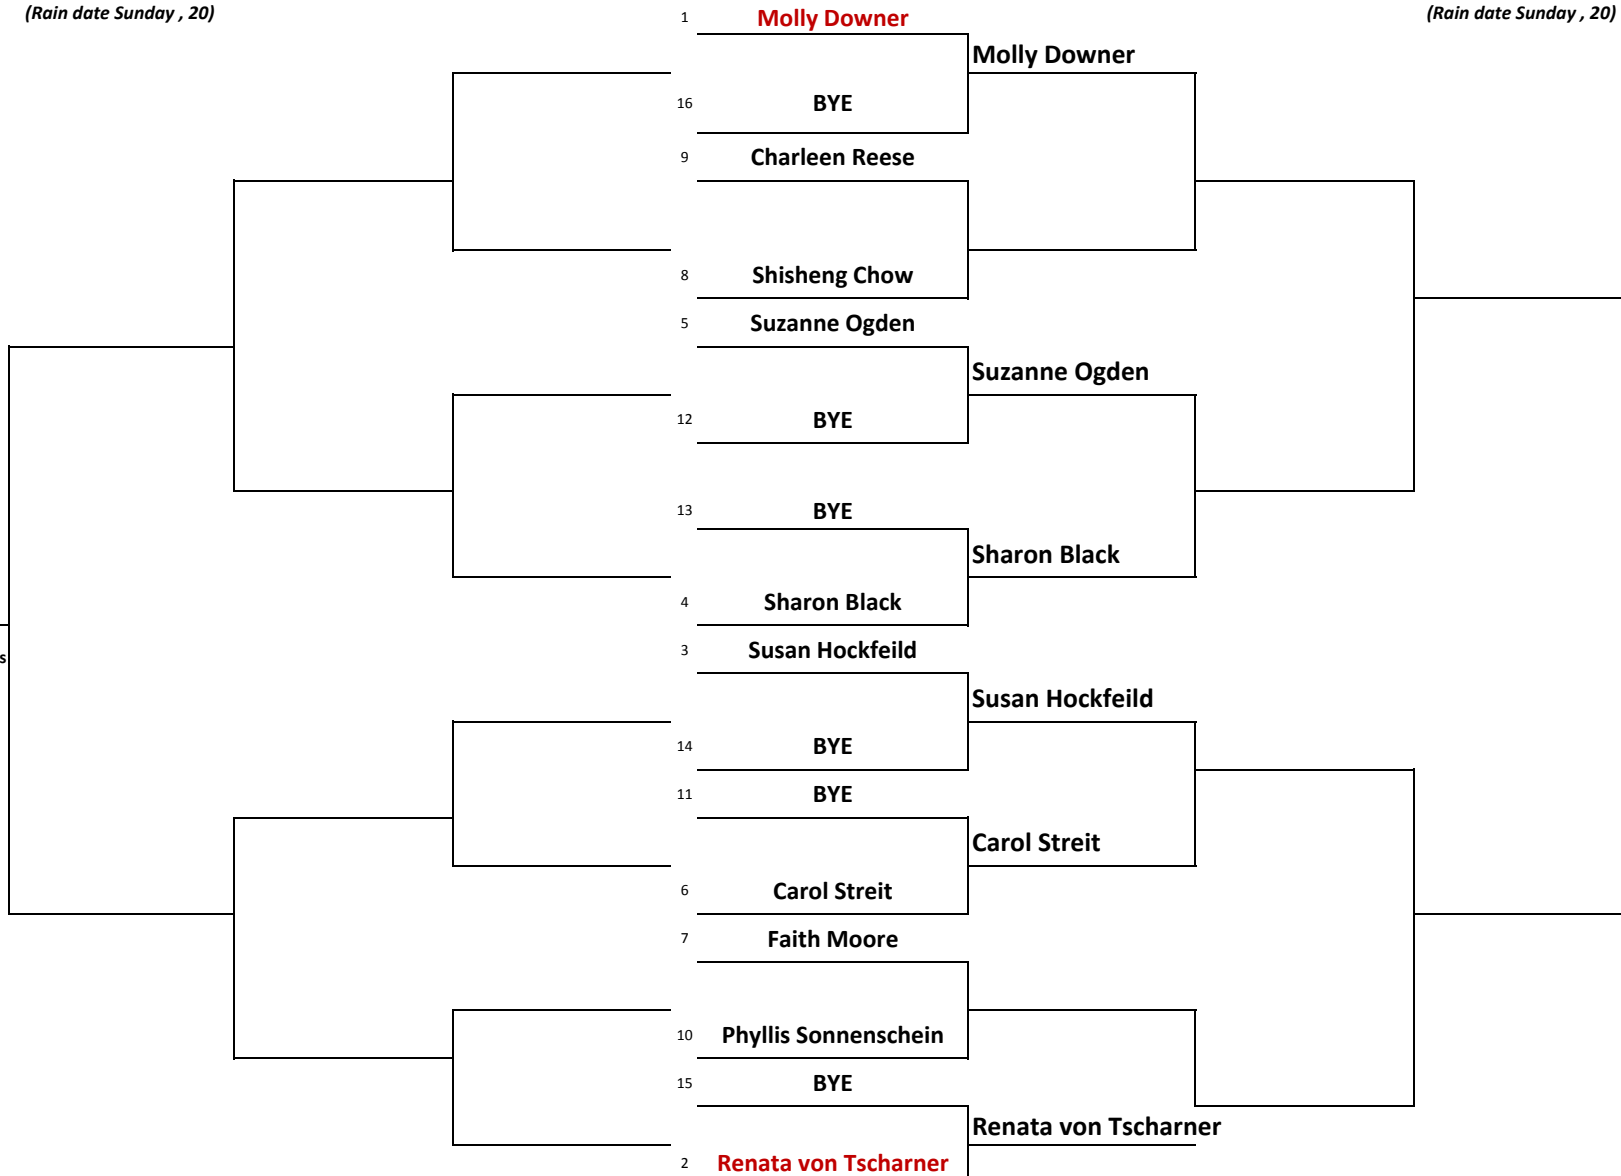 (Rain date Sunday , 20)
(Rain date Sunday , 20)
1 Molly Downer
Molly Downer
16 BYE
9 Charleen Reese
8 Shisheng Chow
5 Suzanne Ogden
Suzanne Ogden
12 BYE
13 BYE
Sharon Black
4 Sharon Black
3 Susan Hockfeild
s
Susan Hockfeild
14 BYE
11 BYE
Carol Streit
6 Carol Streit
7 Faith Moore
10 Phyllis Sonnenschein
15 BYE
Renata von Tscharner
2 Renata von Tscharner